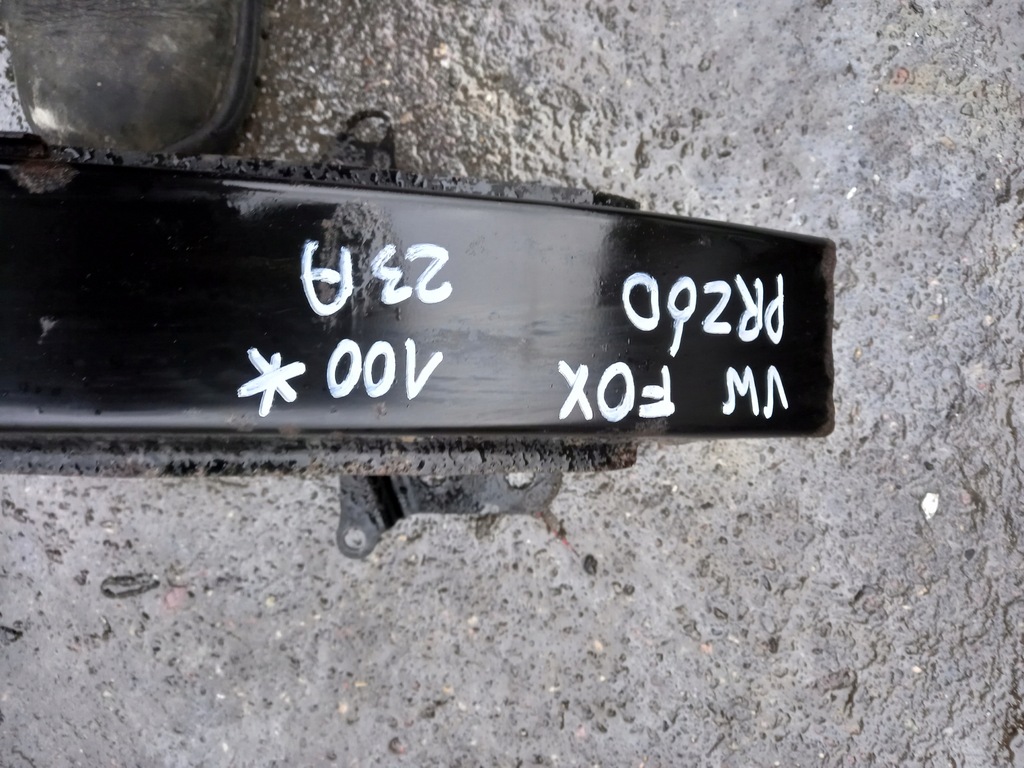 VW FOX 100*
PRZÓD 23A